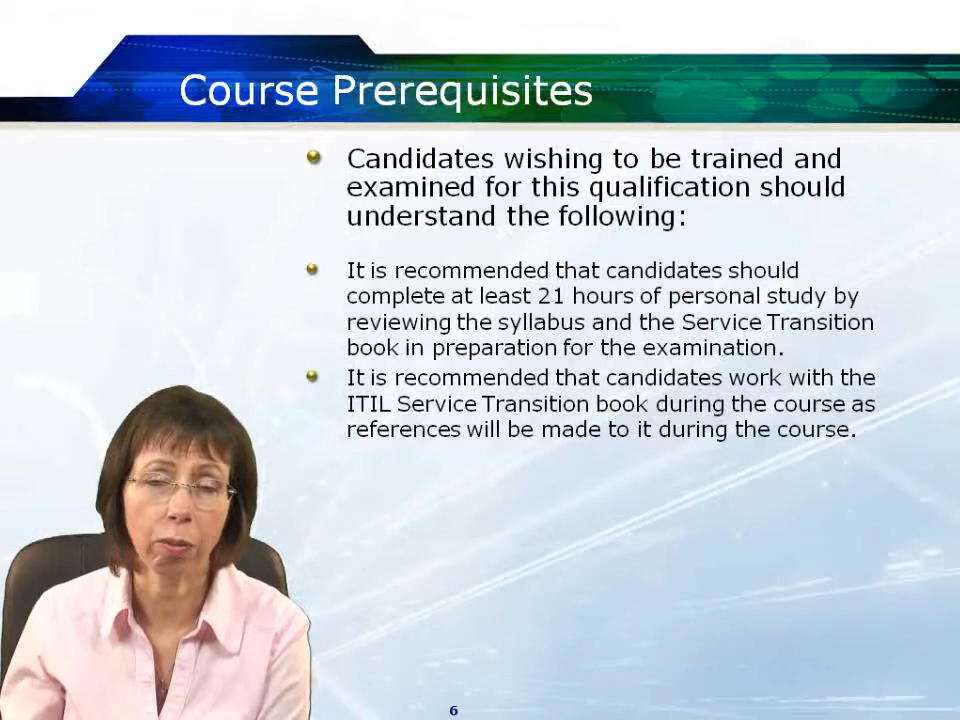 Course Prerequisites
Candidates wishing to be trained and
examined for this qualification should
understand the following:
It is recommended that candidates should
complete at least 21 hours of personal study by
reviewing the syllabus and the Service Transition
book in preparation for the examination.
It is recommended that candidates work with the
ITIL Service Transition book during the course as
references will be made to it during the course.
6